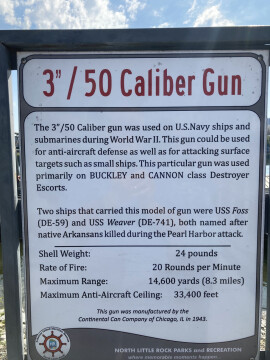 3"/50 Caliber Gun
The 3"/50 Caliber gun was used on U.S.Navy ships and
submarines during World War II. This gun could be used
for anti-aircraft defense as well as for attacking surface
targets such as small ships. This particular gun was used
primarily on BUCKLEY and CANNON class Destroyer
Escorts.
Two ships that carried this model of gun were USS Foss
(DE-59) and USS Weaver (DE-741), both named after
native Arkansans killed during the Pearl Harbor attack.
Shell Weight: 24 pounds
Rate of Fire: 20 Rounds per Minute
Maximum Range: 14,600 yards (8.3 miles)
Maximum Anti-Aircraft Ceiling: 33,400 feet
This gun was manufactured by the
Continental Can Company of Chicago, IL in 1943.
NORTH LITTLE ROCK PARKS and RECREATION